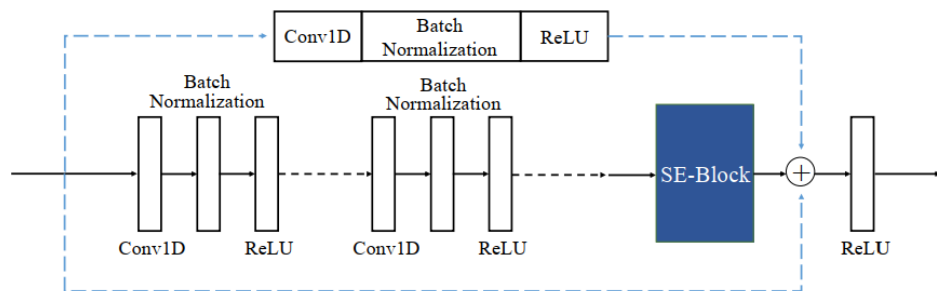 Conv1D
Batch
Normalization
ReLU
Batch
Normalization
Batch
Normalization
SE-Block
+
Conv1D
ReLU
Conv1D
ReLU
ReLU